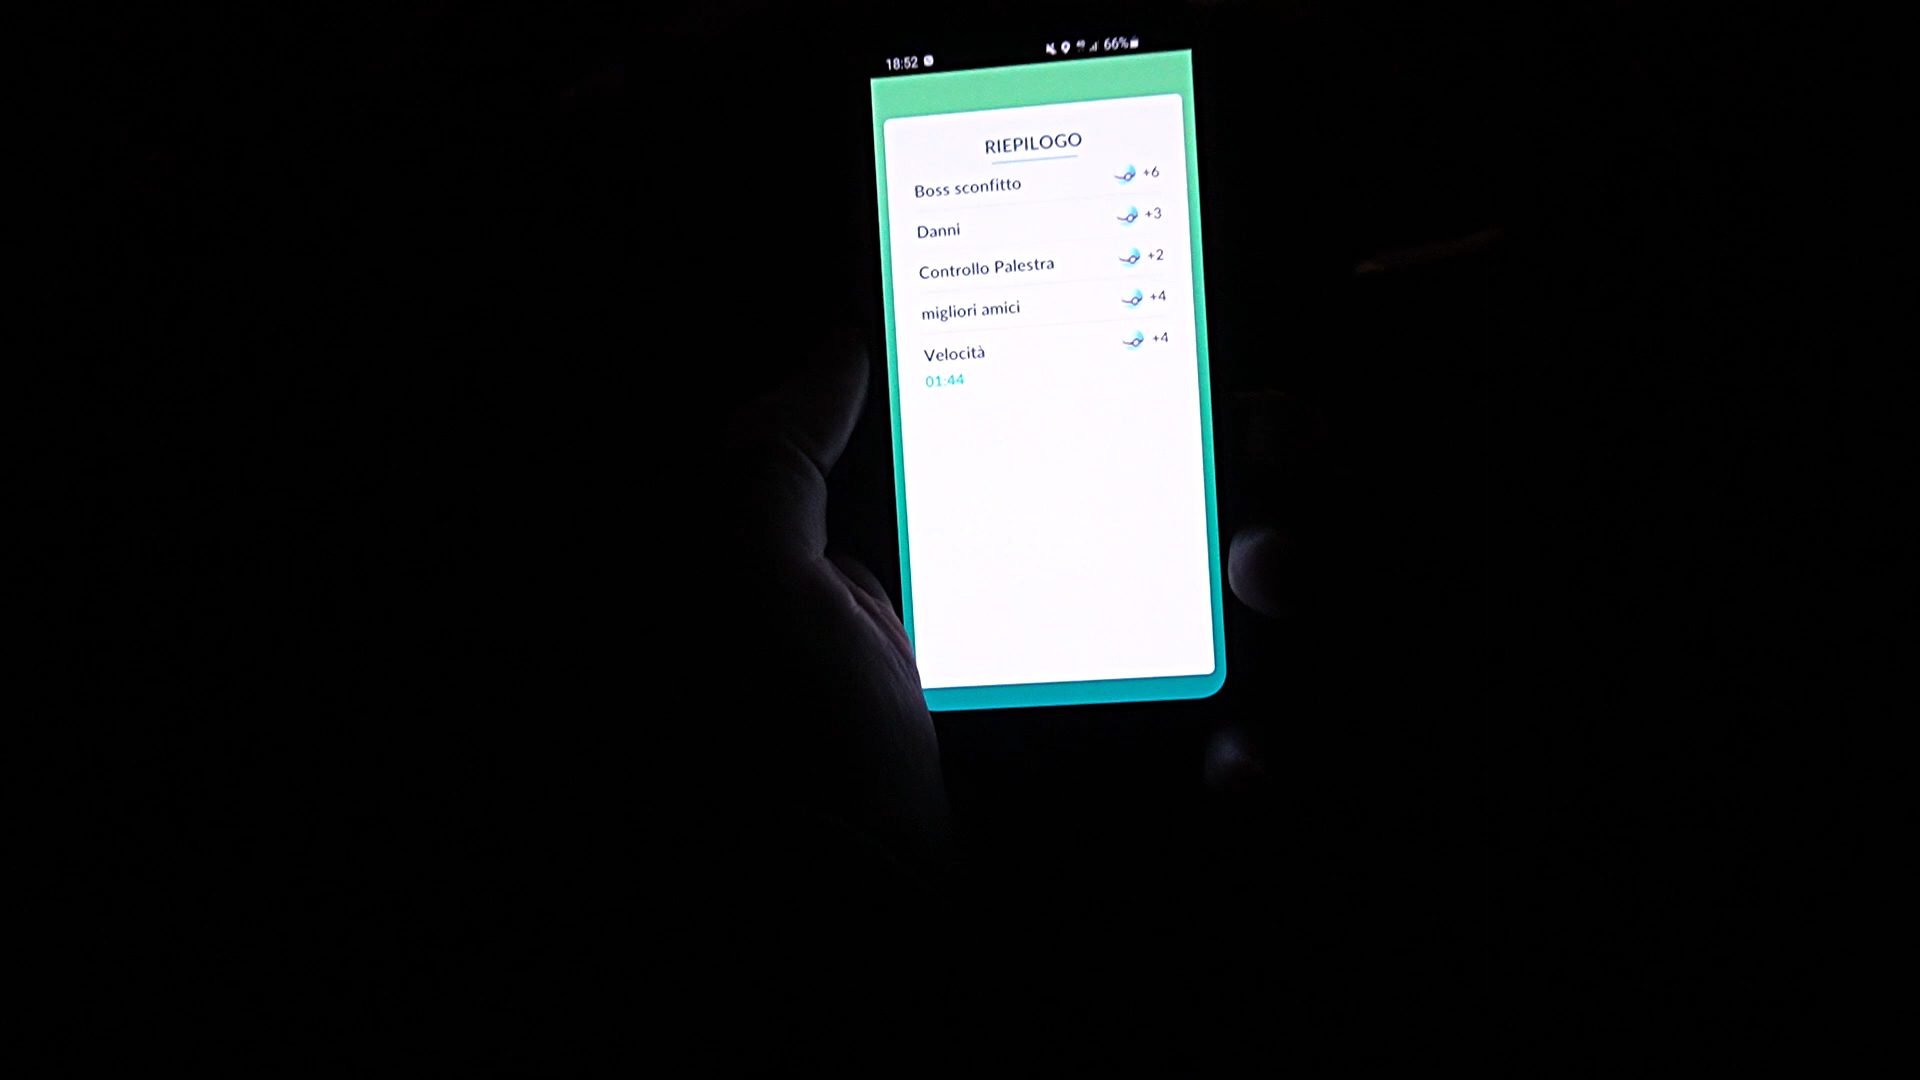 18:52 66%
RIEPILOGO
Boss sconfitto +6
Danni +3
Controllo Palestra +2
migliori amici +4
Velocità +4
01:44